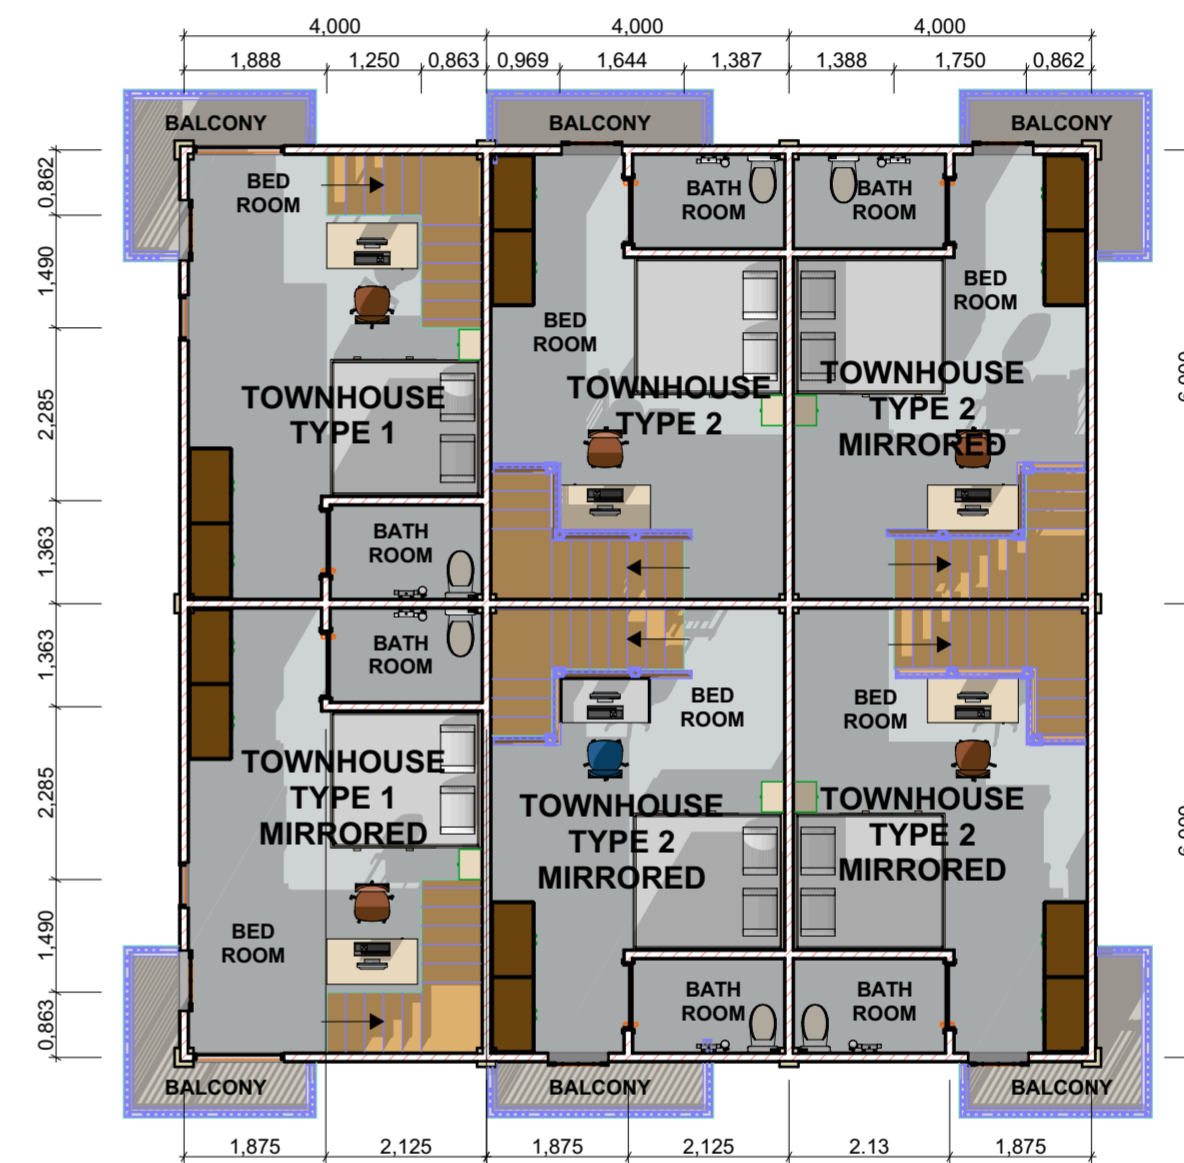 4,000 4,000 4,000
1,888 1,250 0,863 0,969 1,644 1,387 1,388 1,750 0,862
BALCONY BALCONY BALCONY
0,862
1,490
2,285
1,363
1,363
2,285
1,490
0,863
BED
ROOM
BATH
ROOM
BATH
ROOM
BED
ROOM
BED
ROOM
TOWNHOUSE
TYPE 1
TOWNHOUSE
TYPE 2
TOWNHOUSE
TYPE 2
MIRRORED
BATH
ROOM
BATH
ROOM
BED
ROOM
BED
ROOM
TOWNHOUSE
TYPE 1
MIRRORED
TOWNHOUSE
TYPE 2
MIRRORED
TOWNHOUSE
TYPE 2
MIRRORED
BED
ROOM
BATH
ROOM
BATH
ROOM
BALCONY BALCONY BALCONY
1,875 2,125 1,875 2,125 2.13 1,875